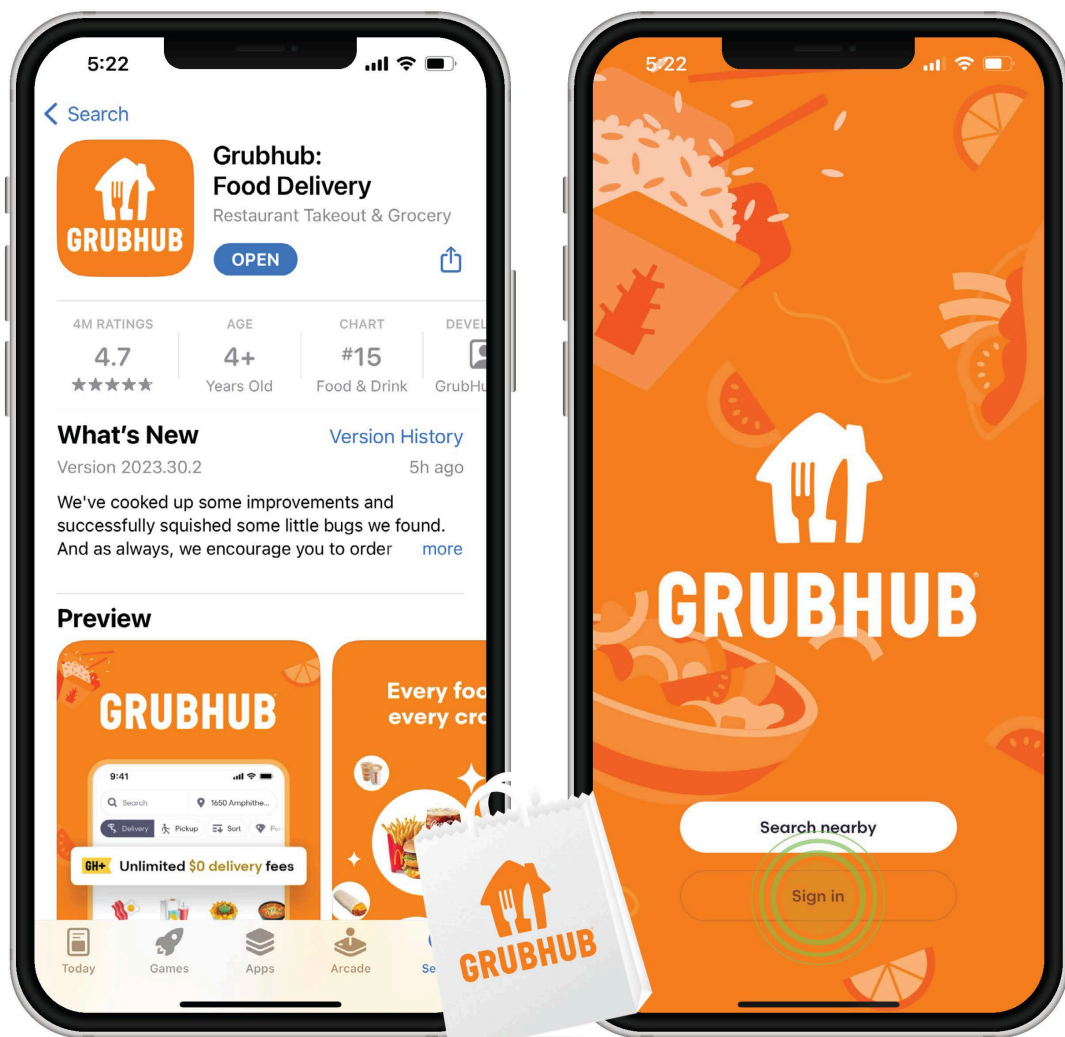 5:22
Search
GRUBHUB
Grubhub:
Food Delivery
Restaurant Takeout & Grocery
OPEN
4M RATINGS
4.7
AGE
4+
Years Old
CHART
#15
Food & Drink
What's New
Version History
Version 2023.30.2
5h ago
We've cooked up some improvements and
successfully squished some little bugs we found.
And as always, we encourage you to order more
Preview
GRUBHUB
9:41
Search
1650 Amphithe...
Delivery
Pickup
Sort
GH+ Unlimited $0 delivery fees
Every
every
Today
Games
Apps
Arcade
GRUBHUB
5:22
GRUBHUB
Search nearby
Sign in